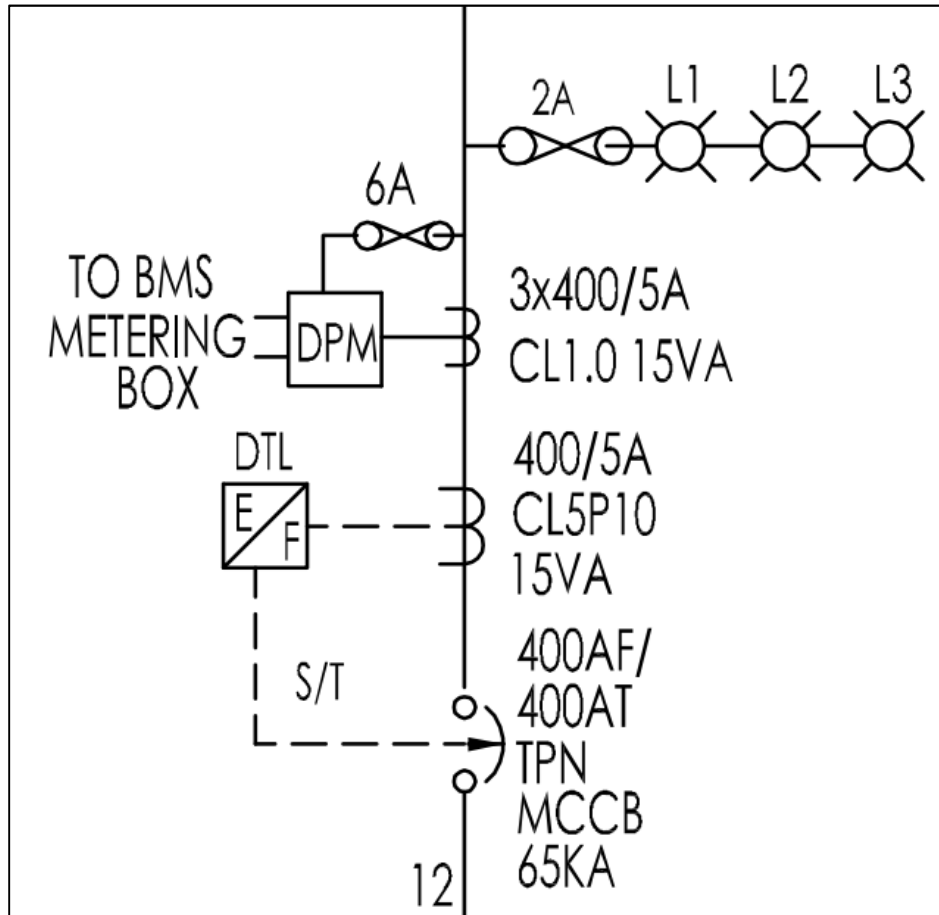 2A
L1
L2
L3
6A
TO BMS
METERING
BOX
DPM
3x400/5A
CL1.0 15VA
DTL
E
F
400/5A
CL5P10
15VA
S/T
400AF/
400AT
TPN
MCCB
65KA
12